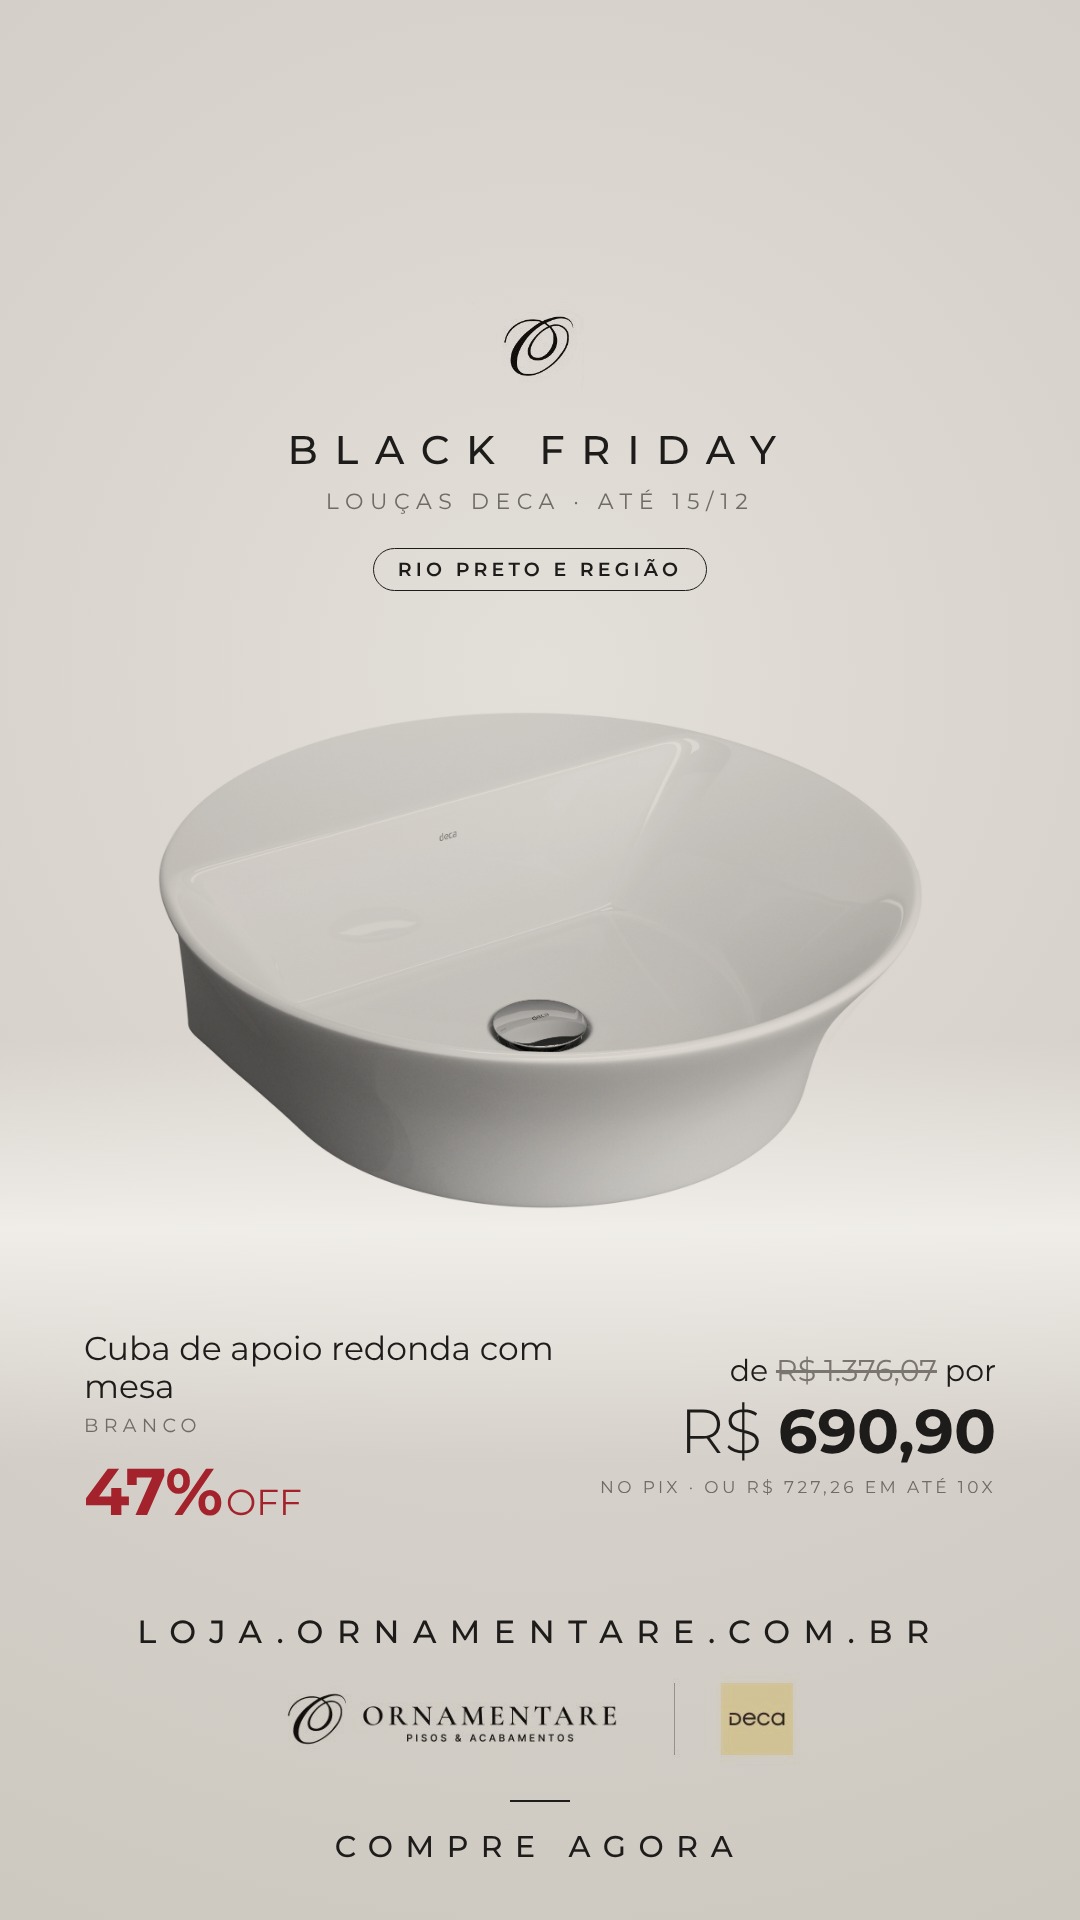 BLACK FRIDAY
LOUÇAS DECA · ATÉ 15/12
RIO PRETO E REGIÃO
deca
deca
Cuba de apoio redonda com
mesa
BRANCO
47% OFF
de R$ 1.376,07 por
R$ 690,90
NO PIX · OU R$ 727,26 EM ATÉ 10X
LOJA.ORNAMENTARE.COM.BR
ORNAMENTARE
PISOS & ACABAMENTOS
Deca
COMPRE AGORA